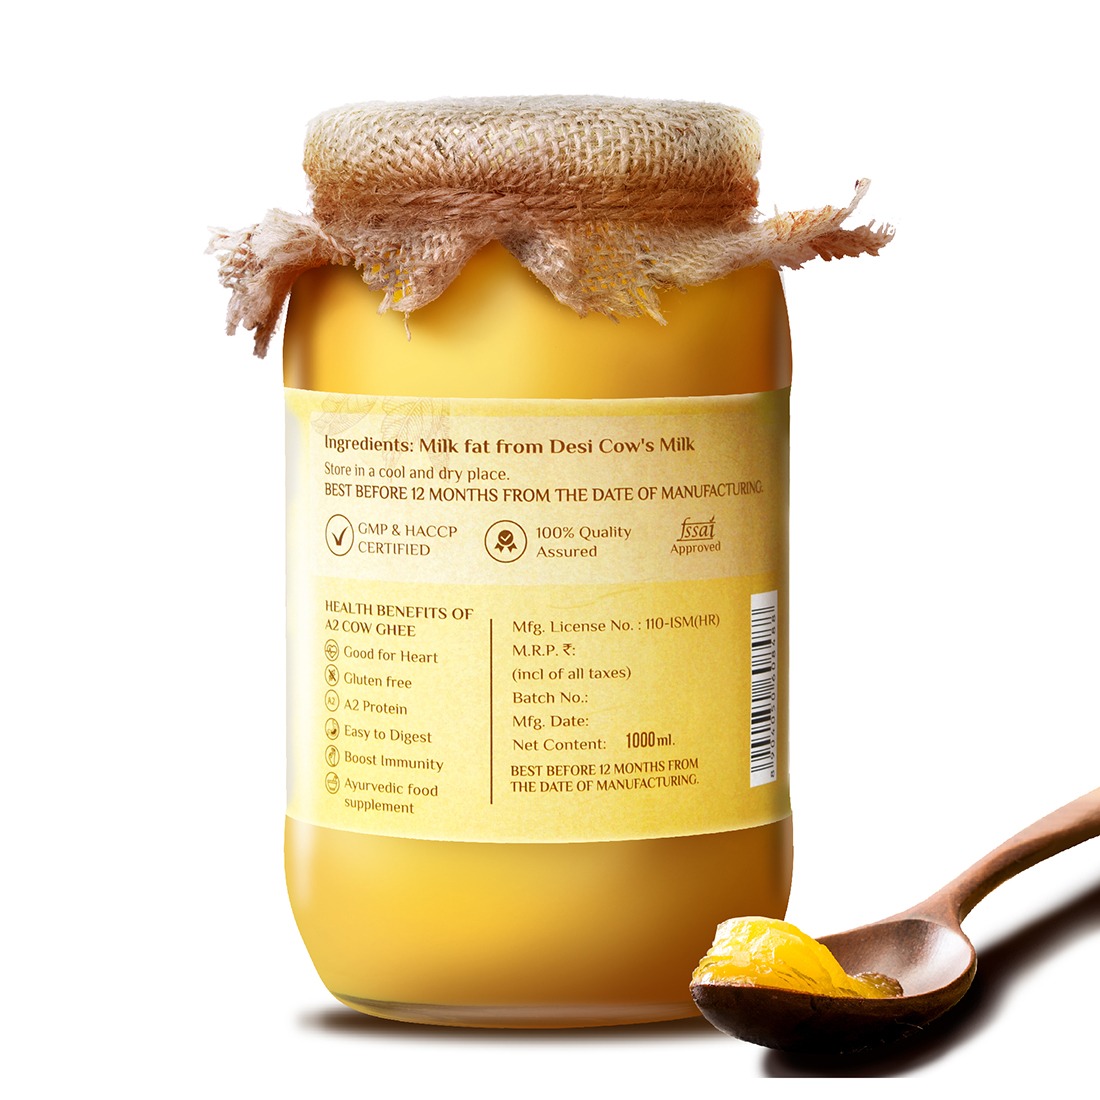 Ingredients: Milk fat from Desi Cow's Milk
Store in a cool and dry place.
BEST BEFORE 12 MONTHS FROM THE DATE OF MANUFACTURING.
GMP & HACCP
CERTIFIED
100% Quality
Assured
fssai
Approved
HEALTH BENEFITS OF
A2 COW GHEE
Good for Heart
Gluten free
A2
A2 Protein
Easy to Digest
Boost Immunity
Ayurvedic food
supplement
Mfg. License No. : 110-ISM(HR)
M.R.P. ₹:
(incl of all taxes)
Batch No.:
Mfg. Date:
Net Content: 1000 ml.
BEST BEFORE 12 MONTHS FROM
THE DATE OF MANUFACTURING.